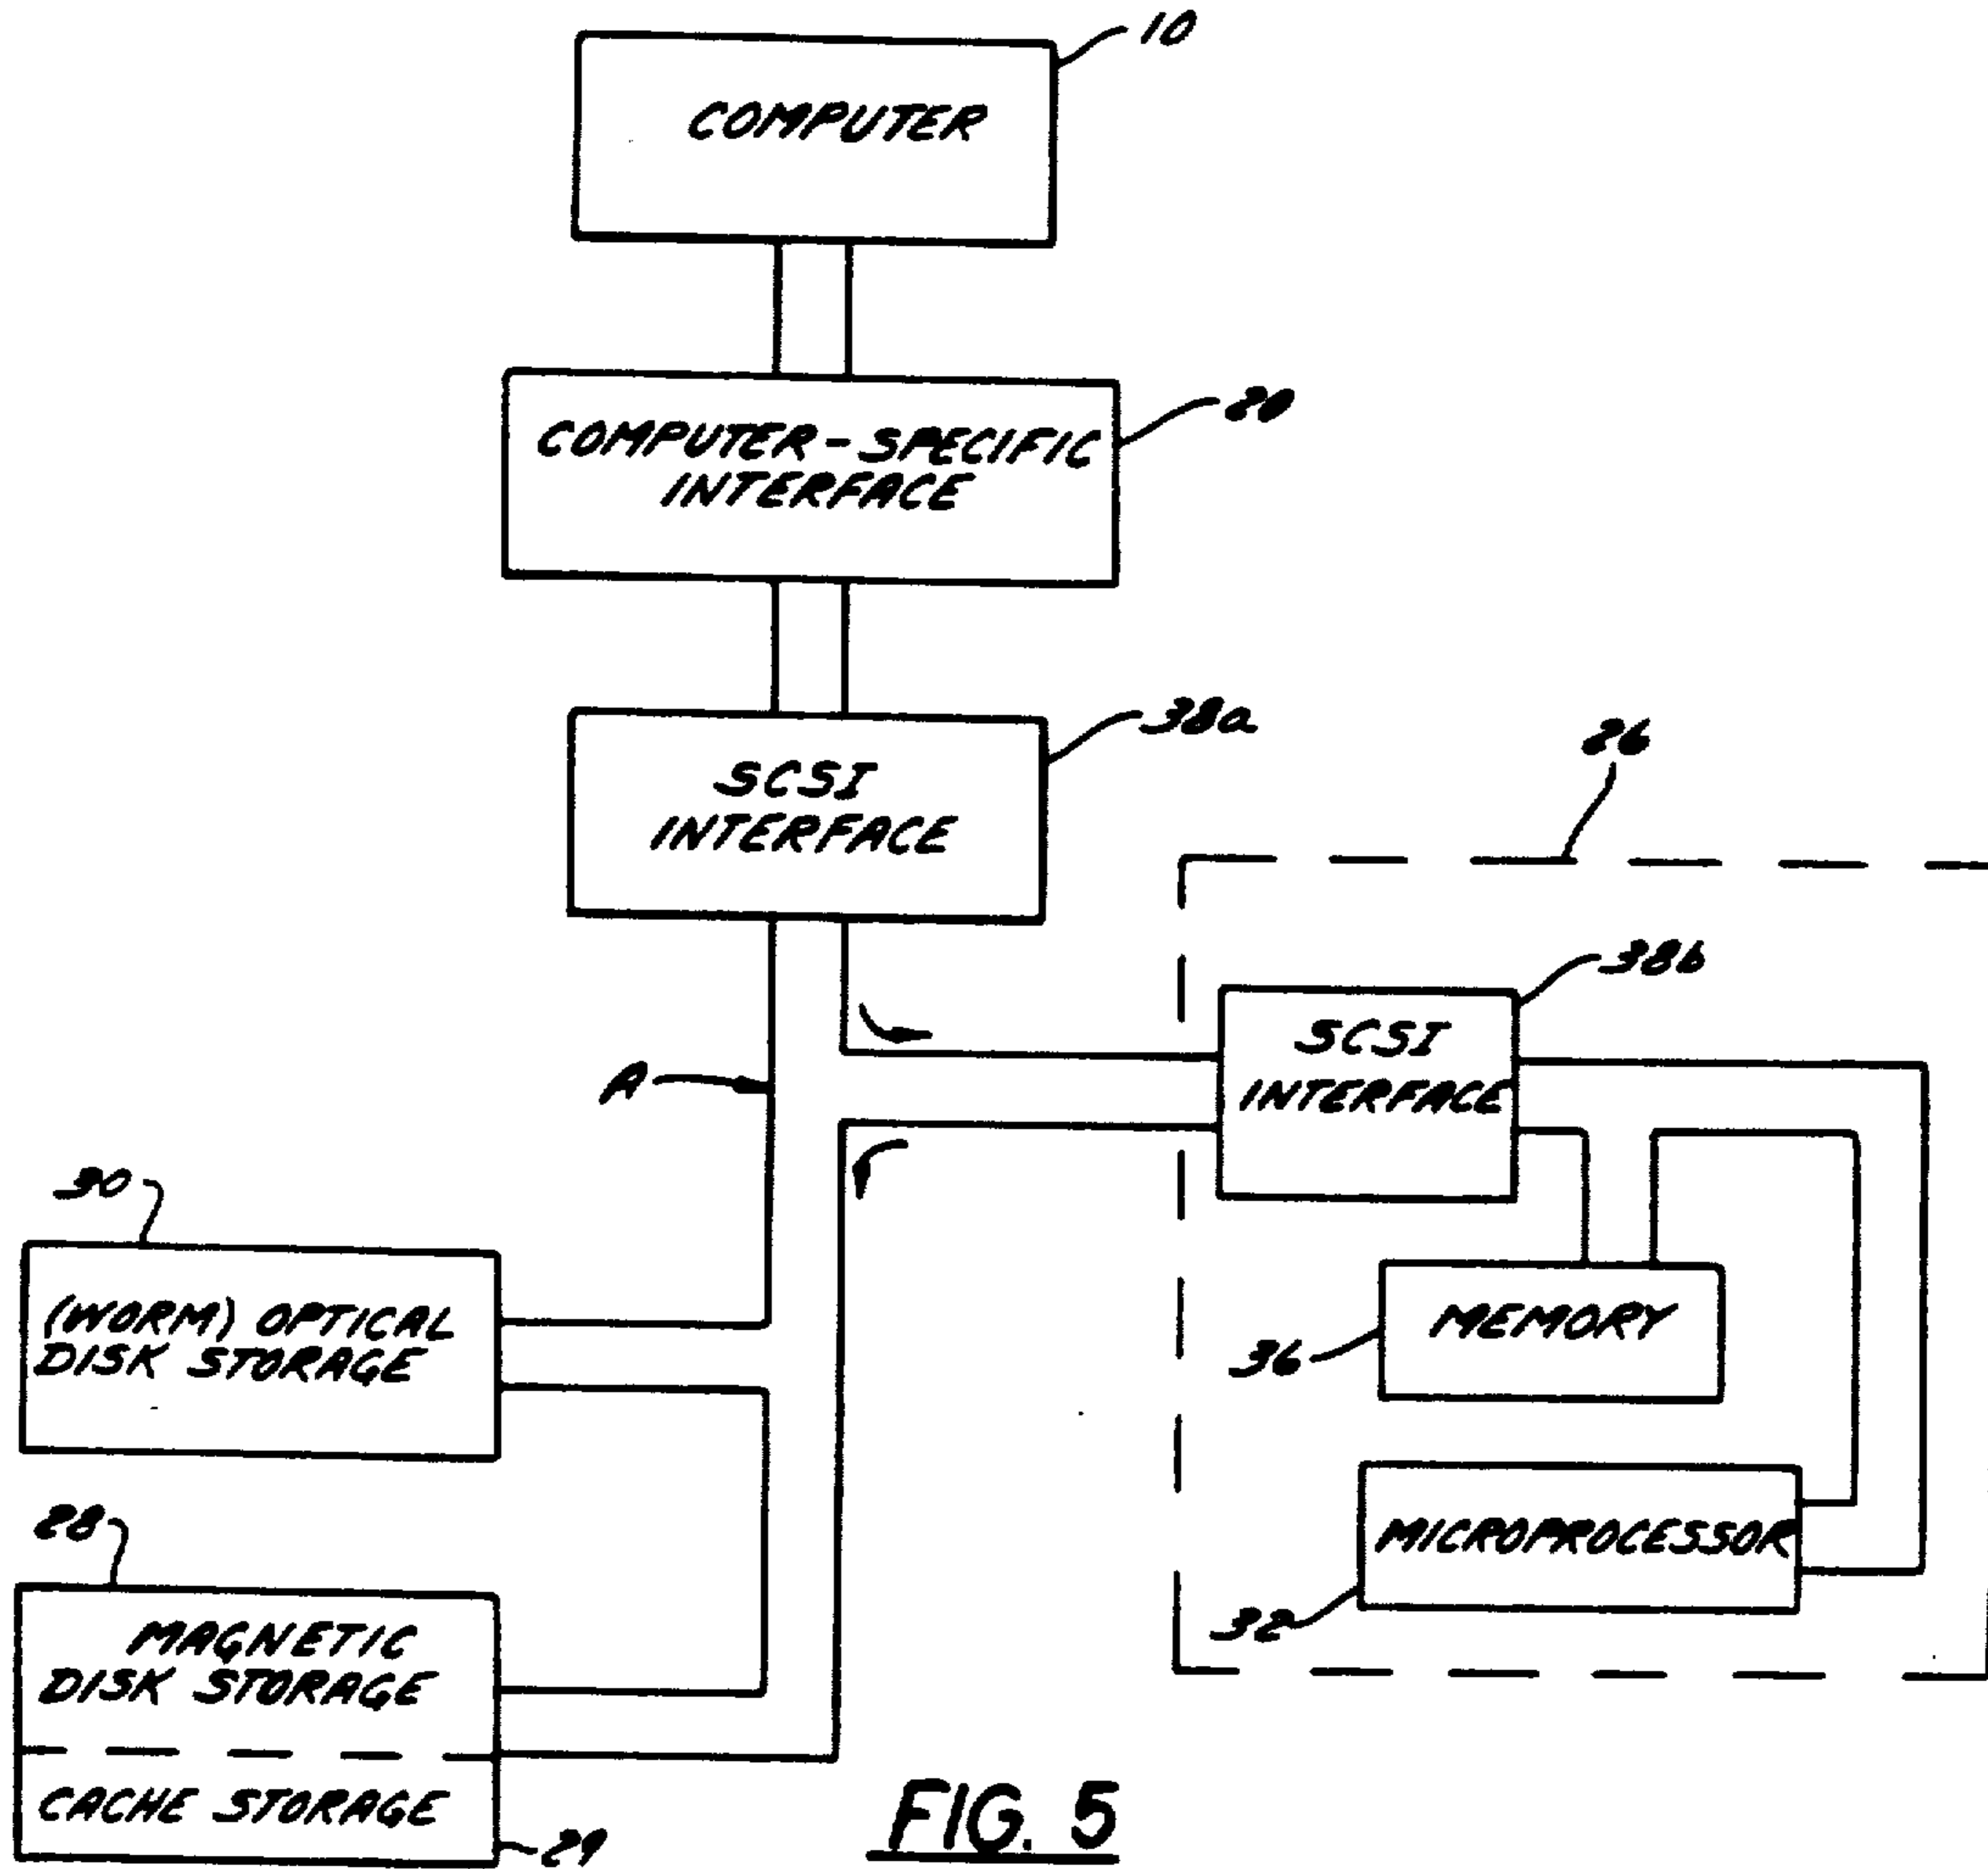 10
COMPUTER
20
COMPUTER-SPECIFIC
INTERFACE
38a
SCSI
INTERFACE
26
38b
SCSI
INTERFACE
A
30
(WORM) OPTICAL
DISK STORAGE
MEMORY
36
28
MICROPROCESSOR
32
MAGNETIC
DISK STORAGE
CACHE STORAGE
29
FIG. 5